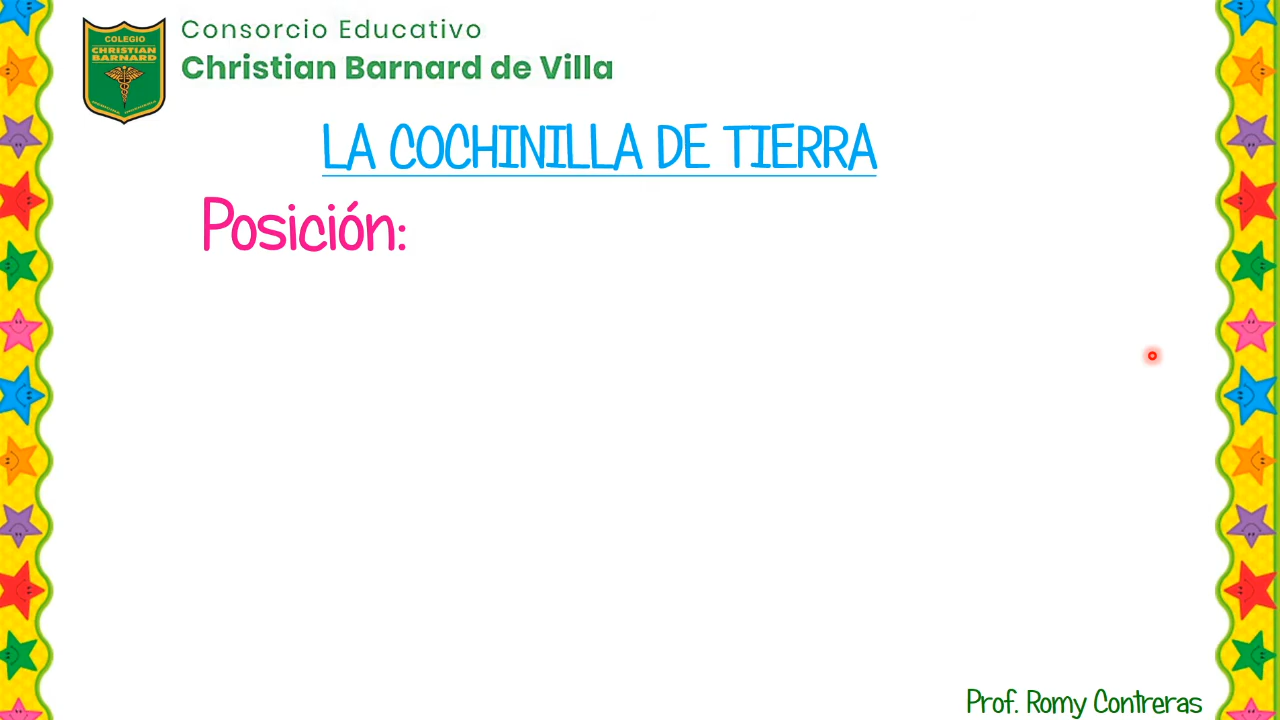 COLEGIO
CHRISTIAN
BARNARD
Consorcio Educativo
Christian Barnard de Villa
LA COCHINILLA DE TIERRA
Posición:
Prof. Romy Contreras